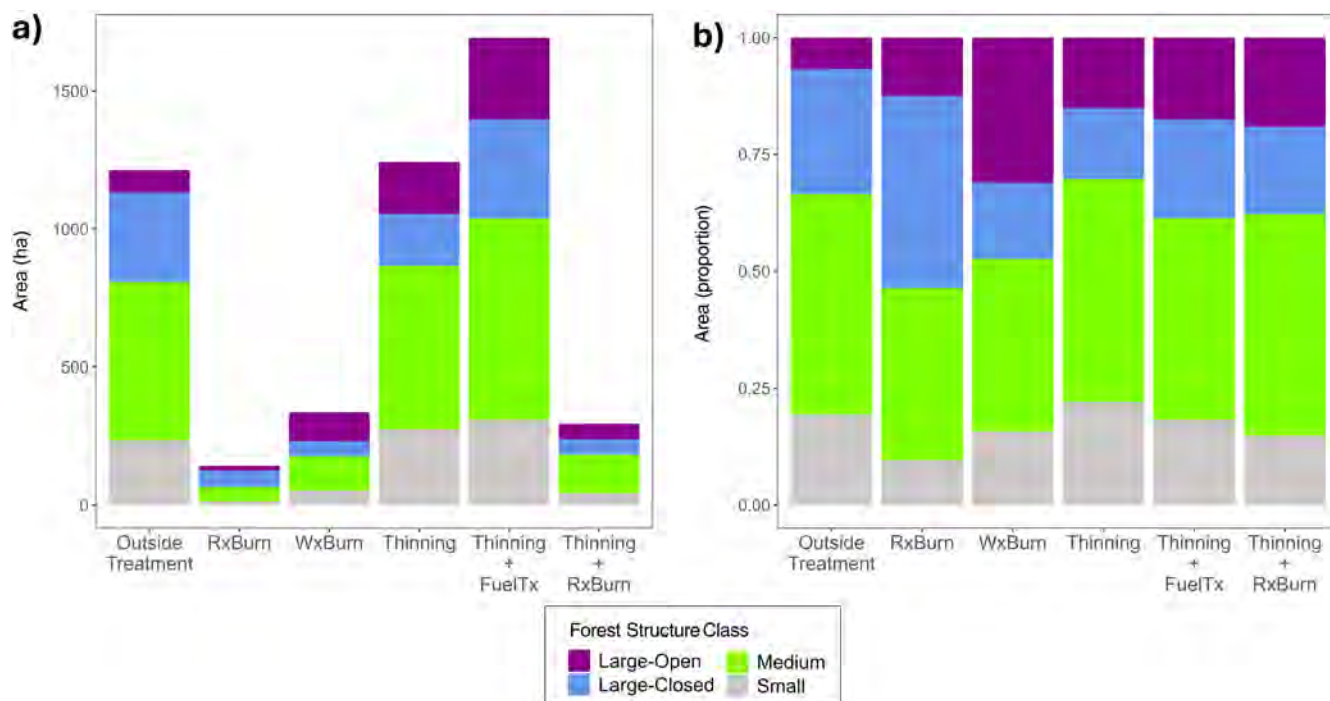 a)
Area (ha)
1500
1000
500
0
Outside Treatment
RxBurn
WxBurn
Thinning
Thinning + FuelTx
Thinning + RxBurn
b)
Area (proportion)
1.00
0.75
0.50
0.25
0.00
Outside Treatment
RxBurn
WxBurn
Thinning
Thinning + FuelTx
Thinning + RxBurn
Forest Structure Class
Large-Open
Medium
Large-Closed
Small